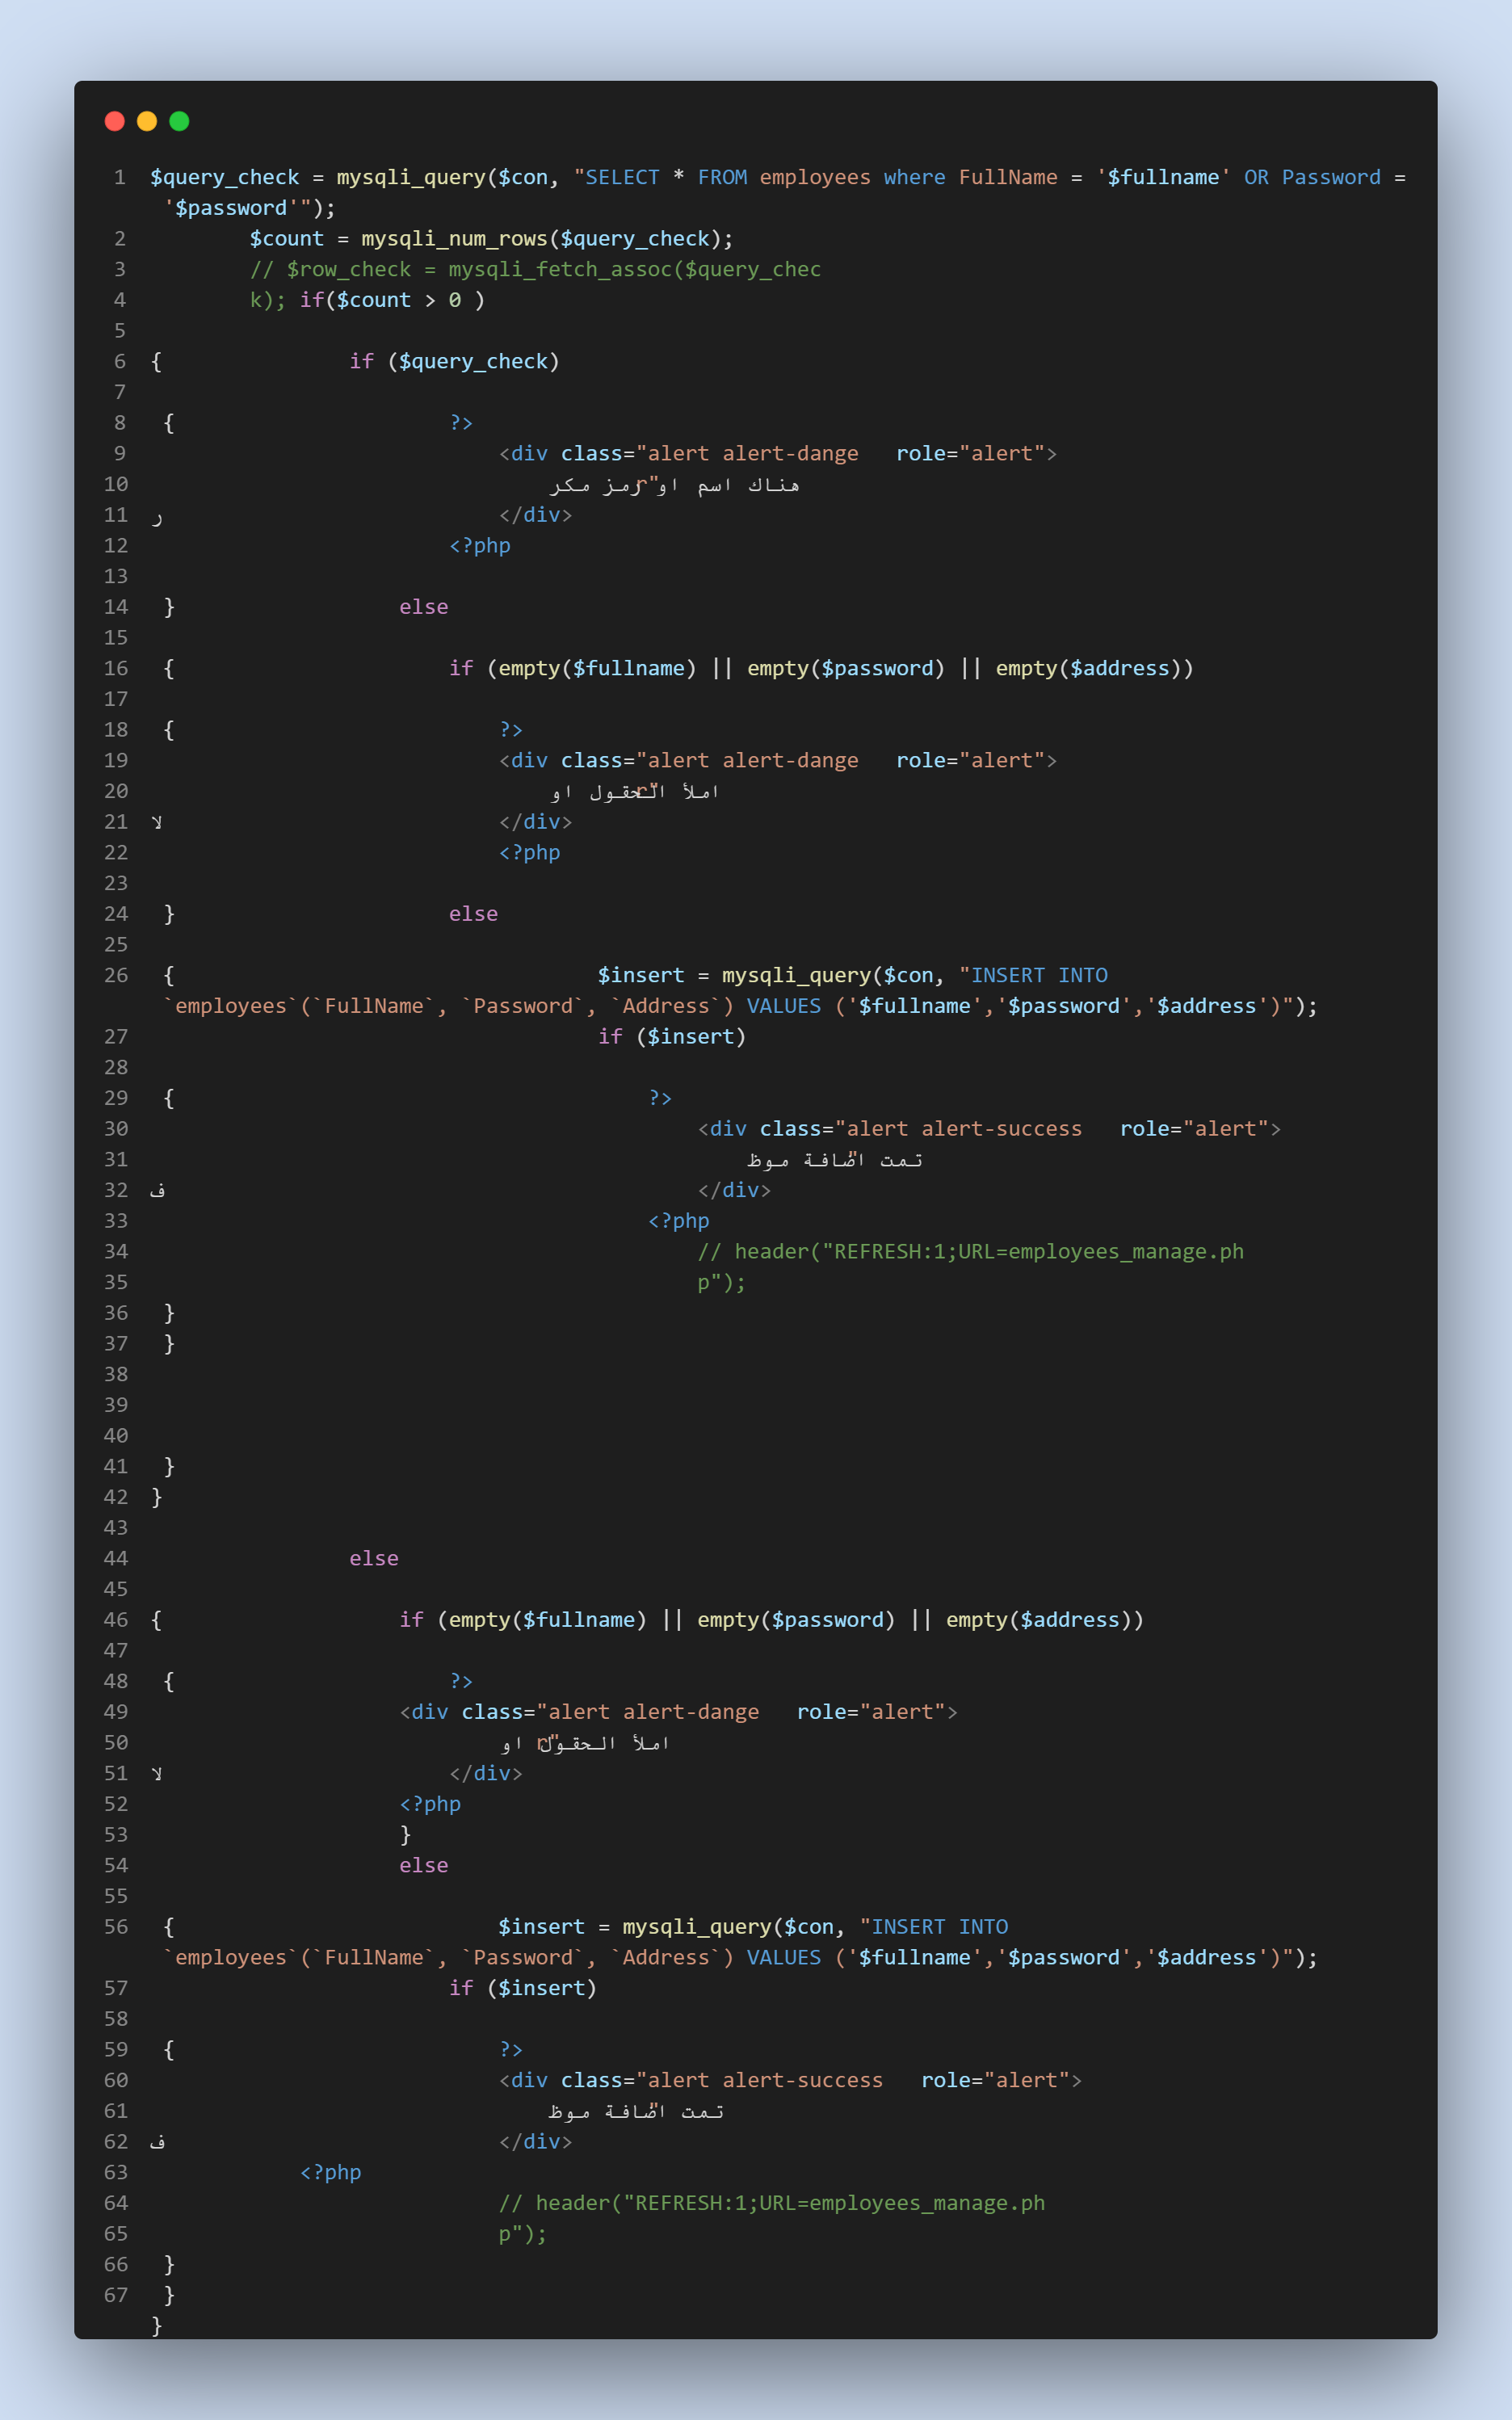 1 $query_check = mysqli_query($con, "SELECT * FROM employees where FullName = '$fullname' OR Password =
'$password'");
2 $count = mysqli_num_rows($query_check);
3 // $row_check = mysqli_fetch_assoc($query_chec
4 k); if($count > 0 )
5
6 { if ($query_check)
7
8 { ?>
9 <div class="alert alert-dange role="alert">
10 هناك اسم او رمز مكر r"
11 ر </div>
12 <?php
13
14 } else
15
16 { if (empty($fullname) || empty($password) || empty($address))
17
18 { ?>
19 <div class="alert alert-dange role="alert">
20 املأ الحقول او r"
21 لا </div>
22 <?php
23
24 } else
25
26 { $insert = mysqli_query($con, "INSERT INTO
`employees`(`FullName`, `Password`, `Address`) VALUES ('$fullname','$password','$address')");
27 if ($insert)
28
29 { ?>
30 <div class="alert alert-success role="alert">
31 تمت اضافة موظ "
32 ف </div>
33 <?php
34 // header("REFRESH:1;URL=employees_manage.ph
35 p");
36 }
37 }
38
39
40
41 }
42 }
43
44 else
45
46 { if (empty($fullname) || empty($password) || empty($address))
47
48 { ?>
49 <div class="alert alert-dange role="alert">
50 املأ الحقول او r"
51 لا </div>
52 <?php
53 }
54 else
55
56 { $insert = mysqli_query($con, "INSERT INTO
`employees`(`FullName`, `Password`, `Address`) VALUES ('$fullname','$password','$address')");
57 if ($insert)
58
59 { ?>
60 <div class="alert alert-success role="alert">
61 تمت اضافة موظ "
62 ف </div>
63 <?php
64 // header("REFRESH:1;URL=employees_manage.ph
65 p");
66 }
67 }
}